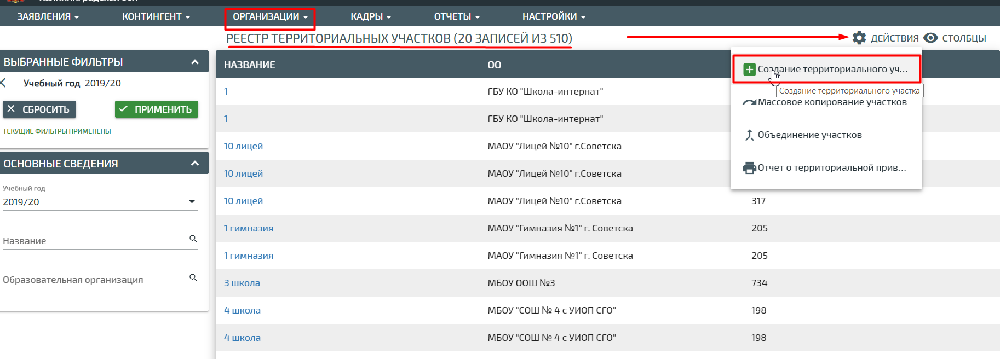 ЗАЯВЛЕНИЯ КОНТИНГЕНТ ОРГАНИЗАЦИИ КАДРЫ ОТЧЕТЫ НАСТРОЙКИ
РЕЕСТР ТЕРРИТОРИАЛЬНЫХ УЧАСТКОВ (20 ЗАПИСЕЙ ИЗ 510)
ДЕЙСТВИЯ СТОЛБЦЫ
ВЫБРАННЫЕ ФИЛЬТРЫ
Учебный год 2019/20
СБРОСИТЬ ПРИМЕНИТЬ
ТЕКУЩИЕ ФИЛЬТРЫ ПРИМЕНЕНЫ
ОСНОВНЫЕ СВЕДЕНИЯ
Учебный год
2019/20
Название
Образовательная организация
НАЗВАНИЕ ОО
1 ГБУ КО "Школа-интернат"
1 ГБУ КО "Школа-интернат"
10 лицей МАОУ "Лицей №10" г.Советска
10 лицей МАОУ "Лицей №10" г.Советска
10 лицей МАОУ "Лицей №10" г.Советска 317
1 гимназия МАОУ "Гимназия №1" г. Советска 205
1 гимназия МАОУ "Гимназия №1" г. Советска 205
3 школа МБОУ ООШ №3 734
4 школа МБОУ "СОШ № 4 с УИОП СГО" 198
4 школа МБОУ "СОШ № 4 с УИОП СГО" 198
Создание территориального уч...
Создание территориального участка
Массовое копирование участков
Объединение участков
Отчет о территориальной прив...